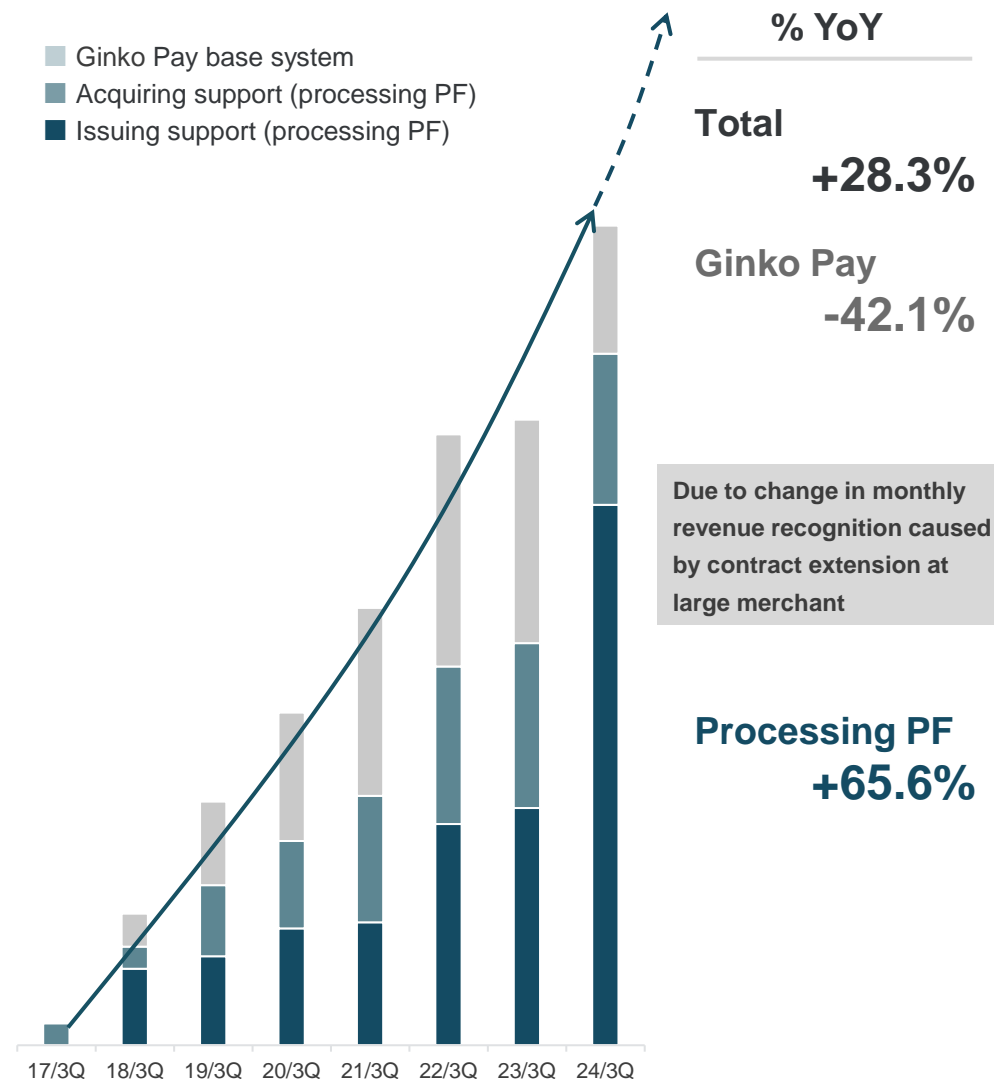 Ginko Pay base system
Acquiring support (processing PF)
Issuing support (processing PF)
% YoY
Total
+28.3%
Ginko Pay
-42.1%
Due to change in monthly
revenue recognition caused
by contract extension at
large merchant
Processing PF
+65.6%
17/3Q 18/3Q 19/3Q 20/3Q 21/3Q 22/3Q 23/3Q 24/3Q